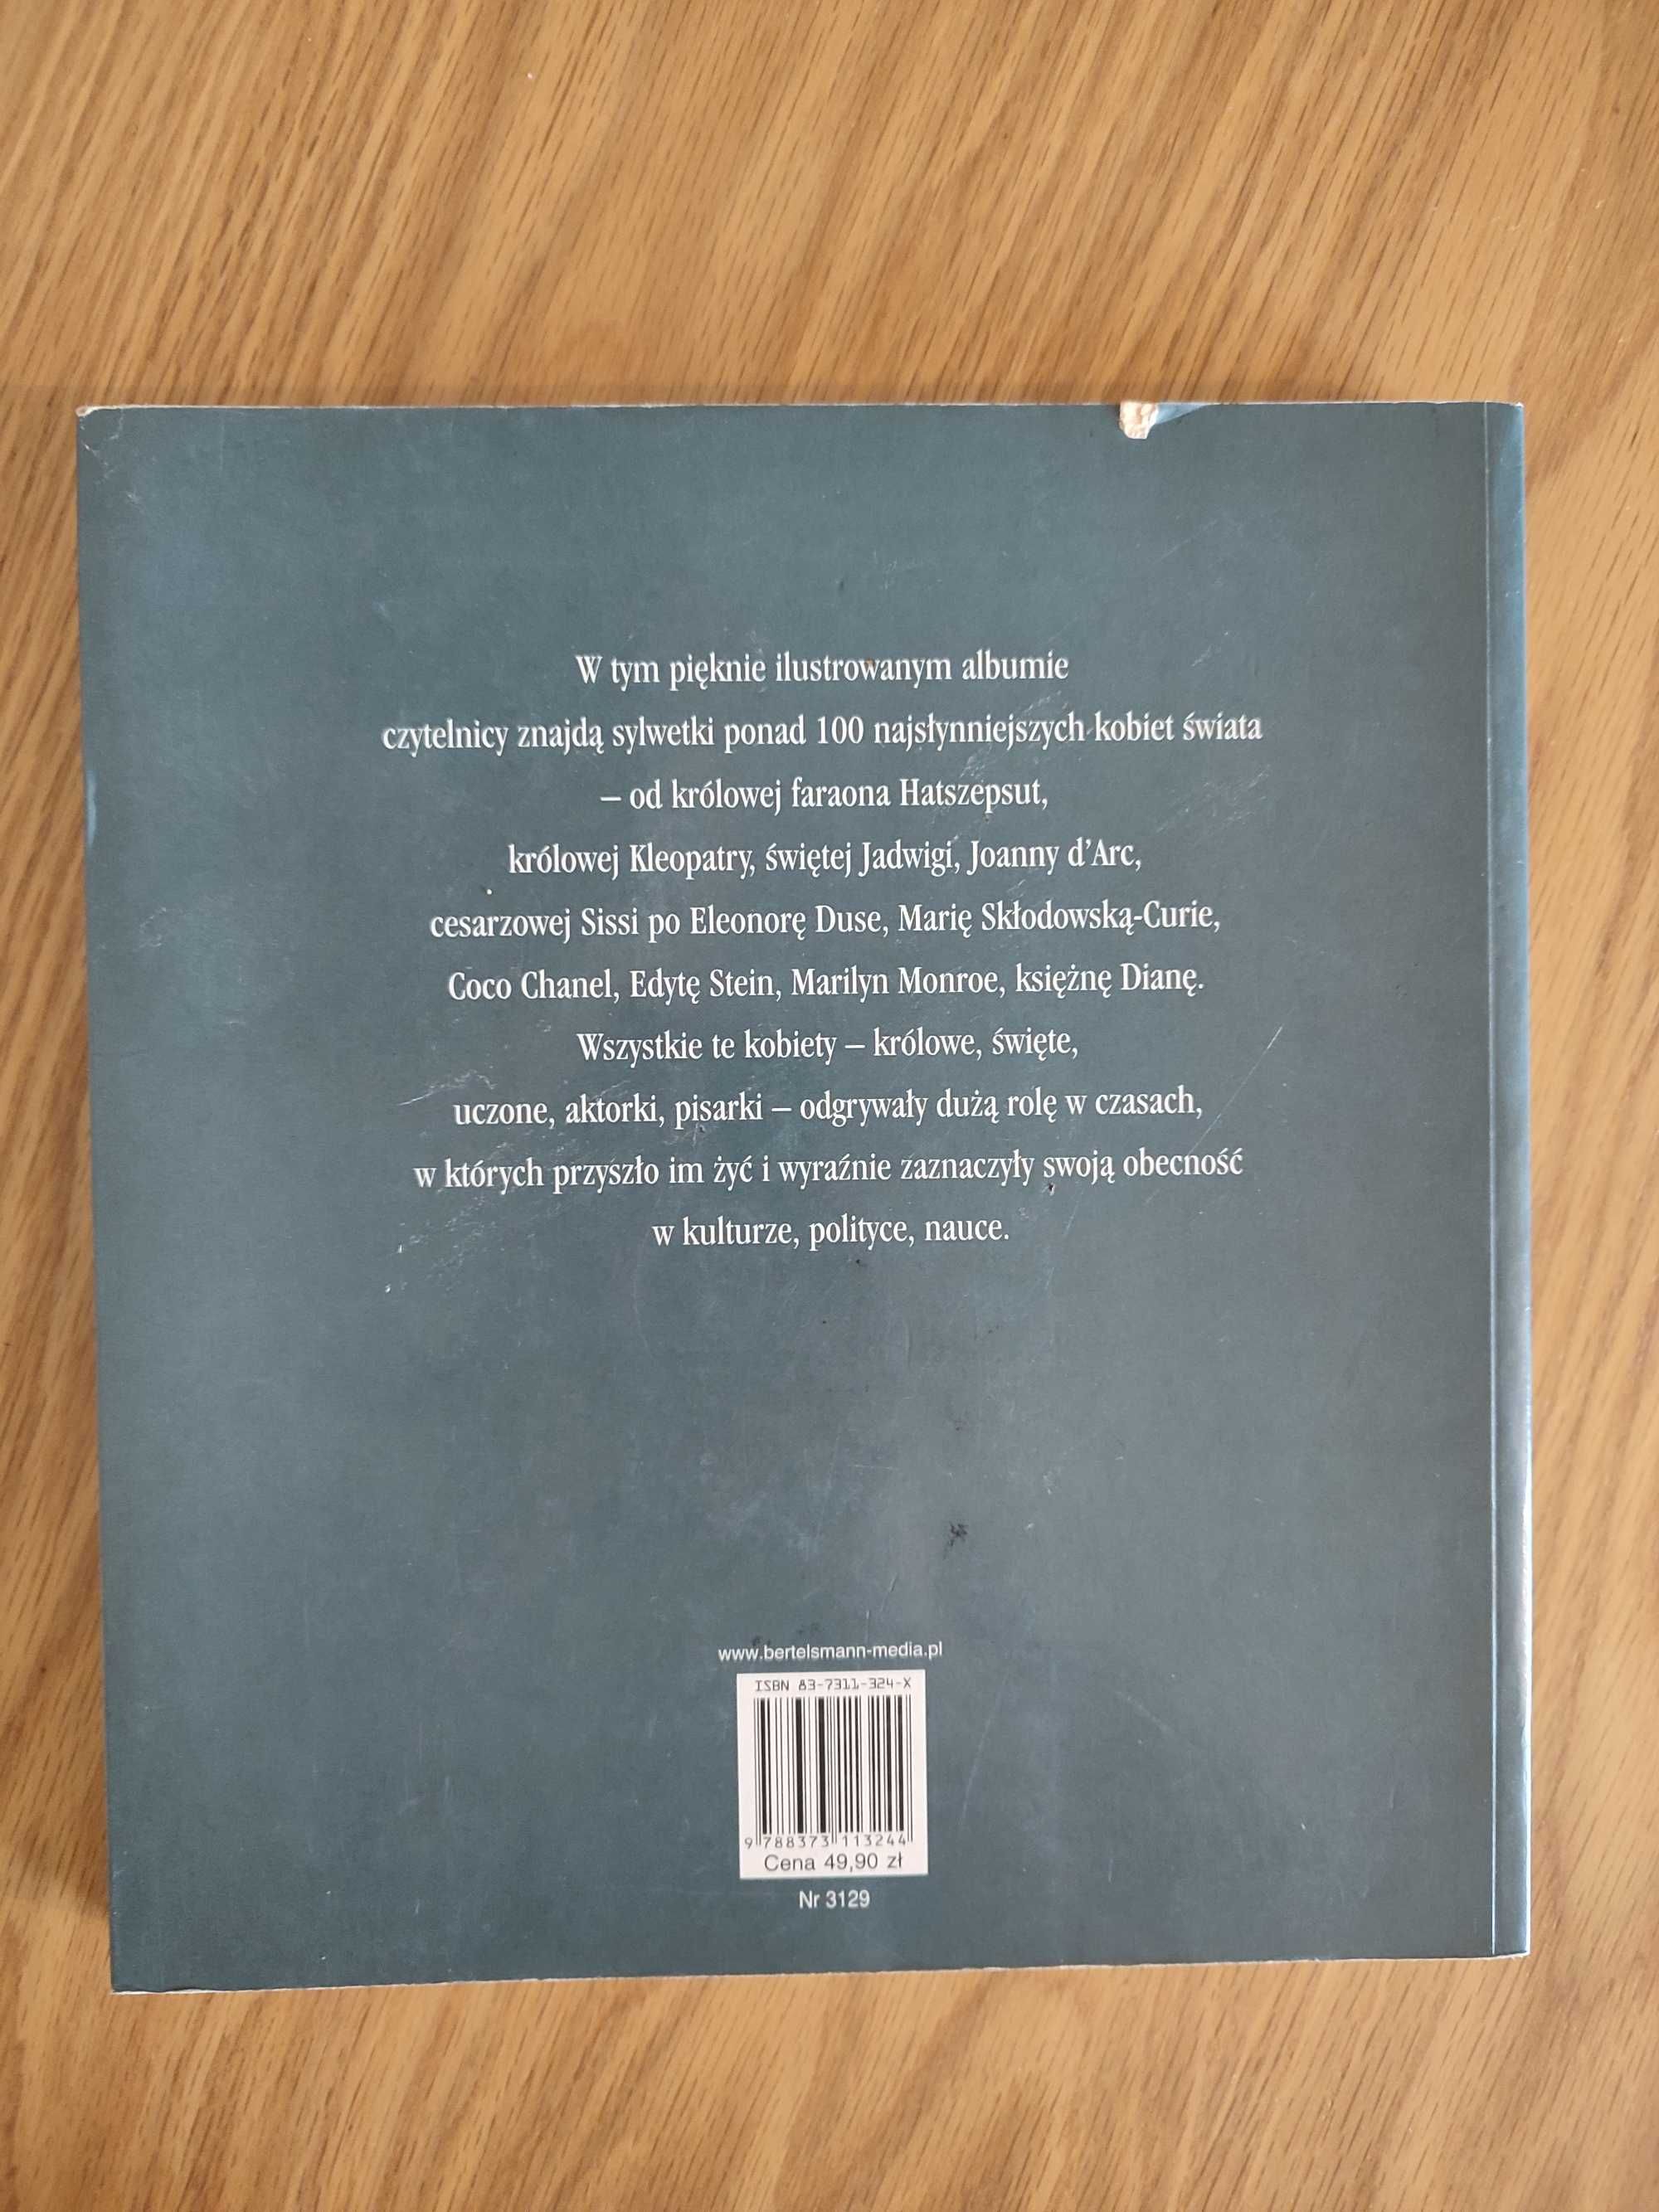 W tym pięknie ilustrowanym albumie
czytelnicy znajdą sylwetki ponad 100 najsłynniejszych kobiet świata
– od królowej faraona Hatszepsut,
królowej Kleopatry, świętej Jadwigi, Joanny d'Arc,
cesarzowej Sissi po Eleonorę Duse, Marię Skłodowską-Curie,
Coco Chanel, Edytę Stein, Marilyn Monroe, księżnę Dianę.
Wszystkie te kobiety – królowe, święte,
uczone, aktorki, pisarki – odgrywały dużą rolę w czasach,
w których przyszło im żyć i wyraźnie zaznaczyły swoją obecność
w kulturze, polityce, nauce.
www.bertelsmann-media.pl
ISBN 83-7311-324-X
9 788373 113244
Cena 49,90 zł
Nr 3129